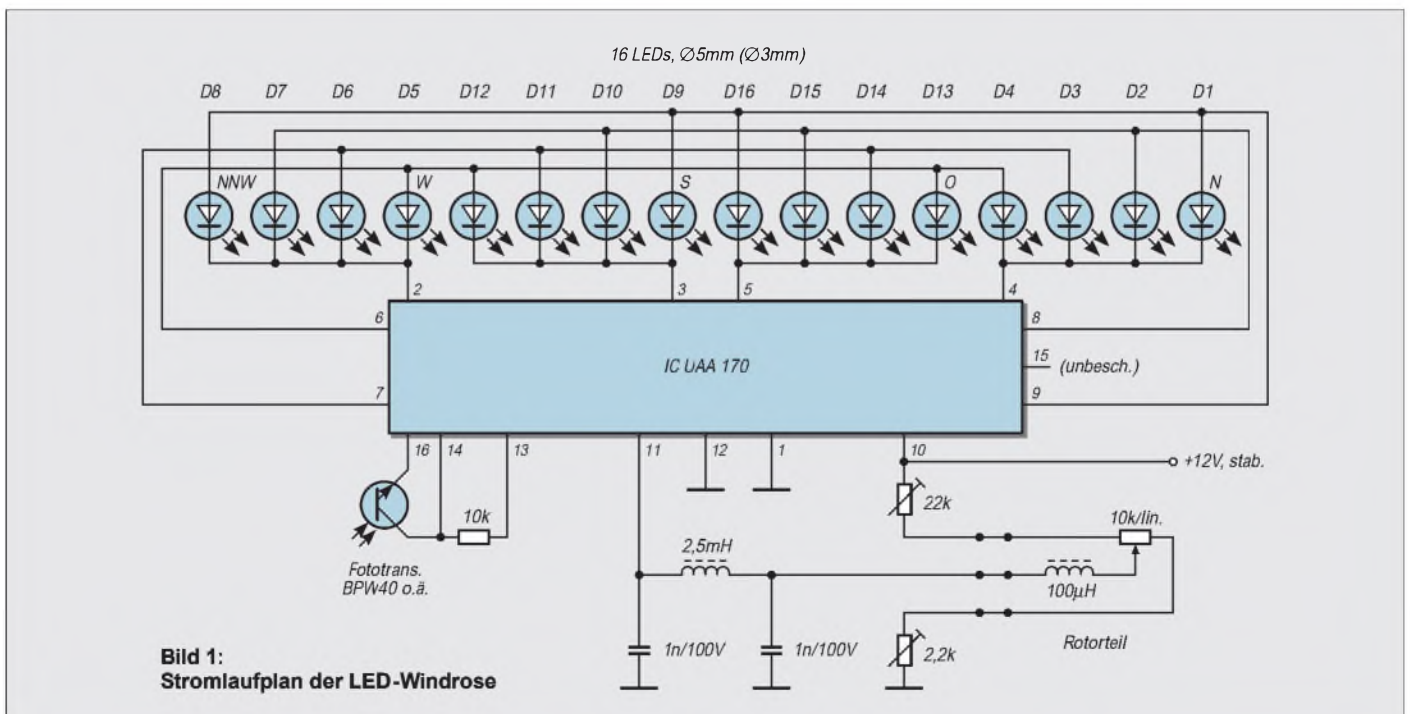 16 LEDs, Ø5mm (Ø3mm)
D8 D7 D6 D5 D12 D11 D10 D9 D16 D15 D14 D13 D4 D3 D2 D1
NNW W S O N
2 3 5 4
6 8
IC UAA 170
15 (unbesch.)
7 9
16 14 13 11 12 1 10
+12V, stab.
22k
10k
10k/lin.
2,5mH
Fototrans.
BPW40 o.ä.
100µH
1n/100V 1n/100V 2,2k
Rotorteil
Bild 1:
Stromlaufplan der LED-Windrose